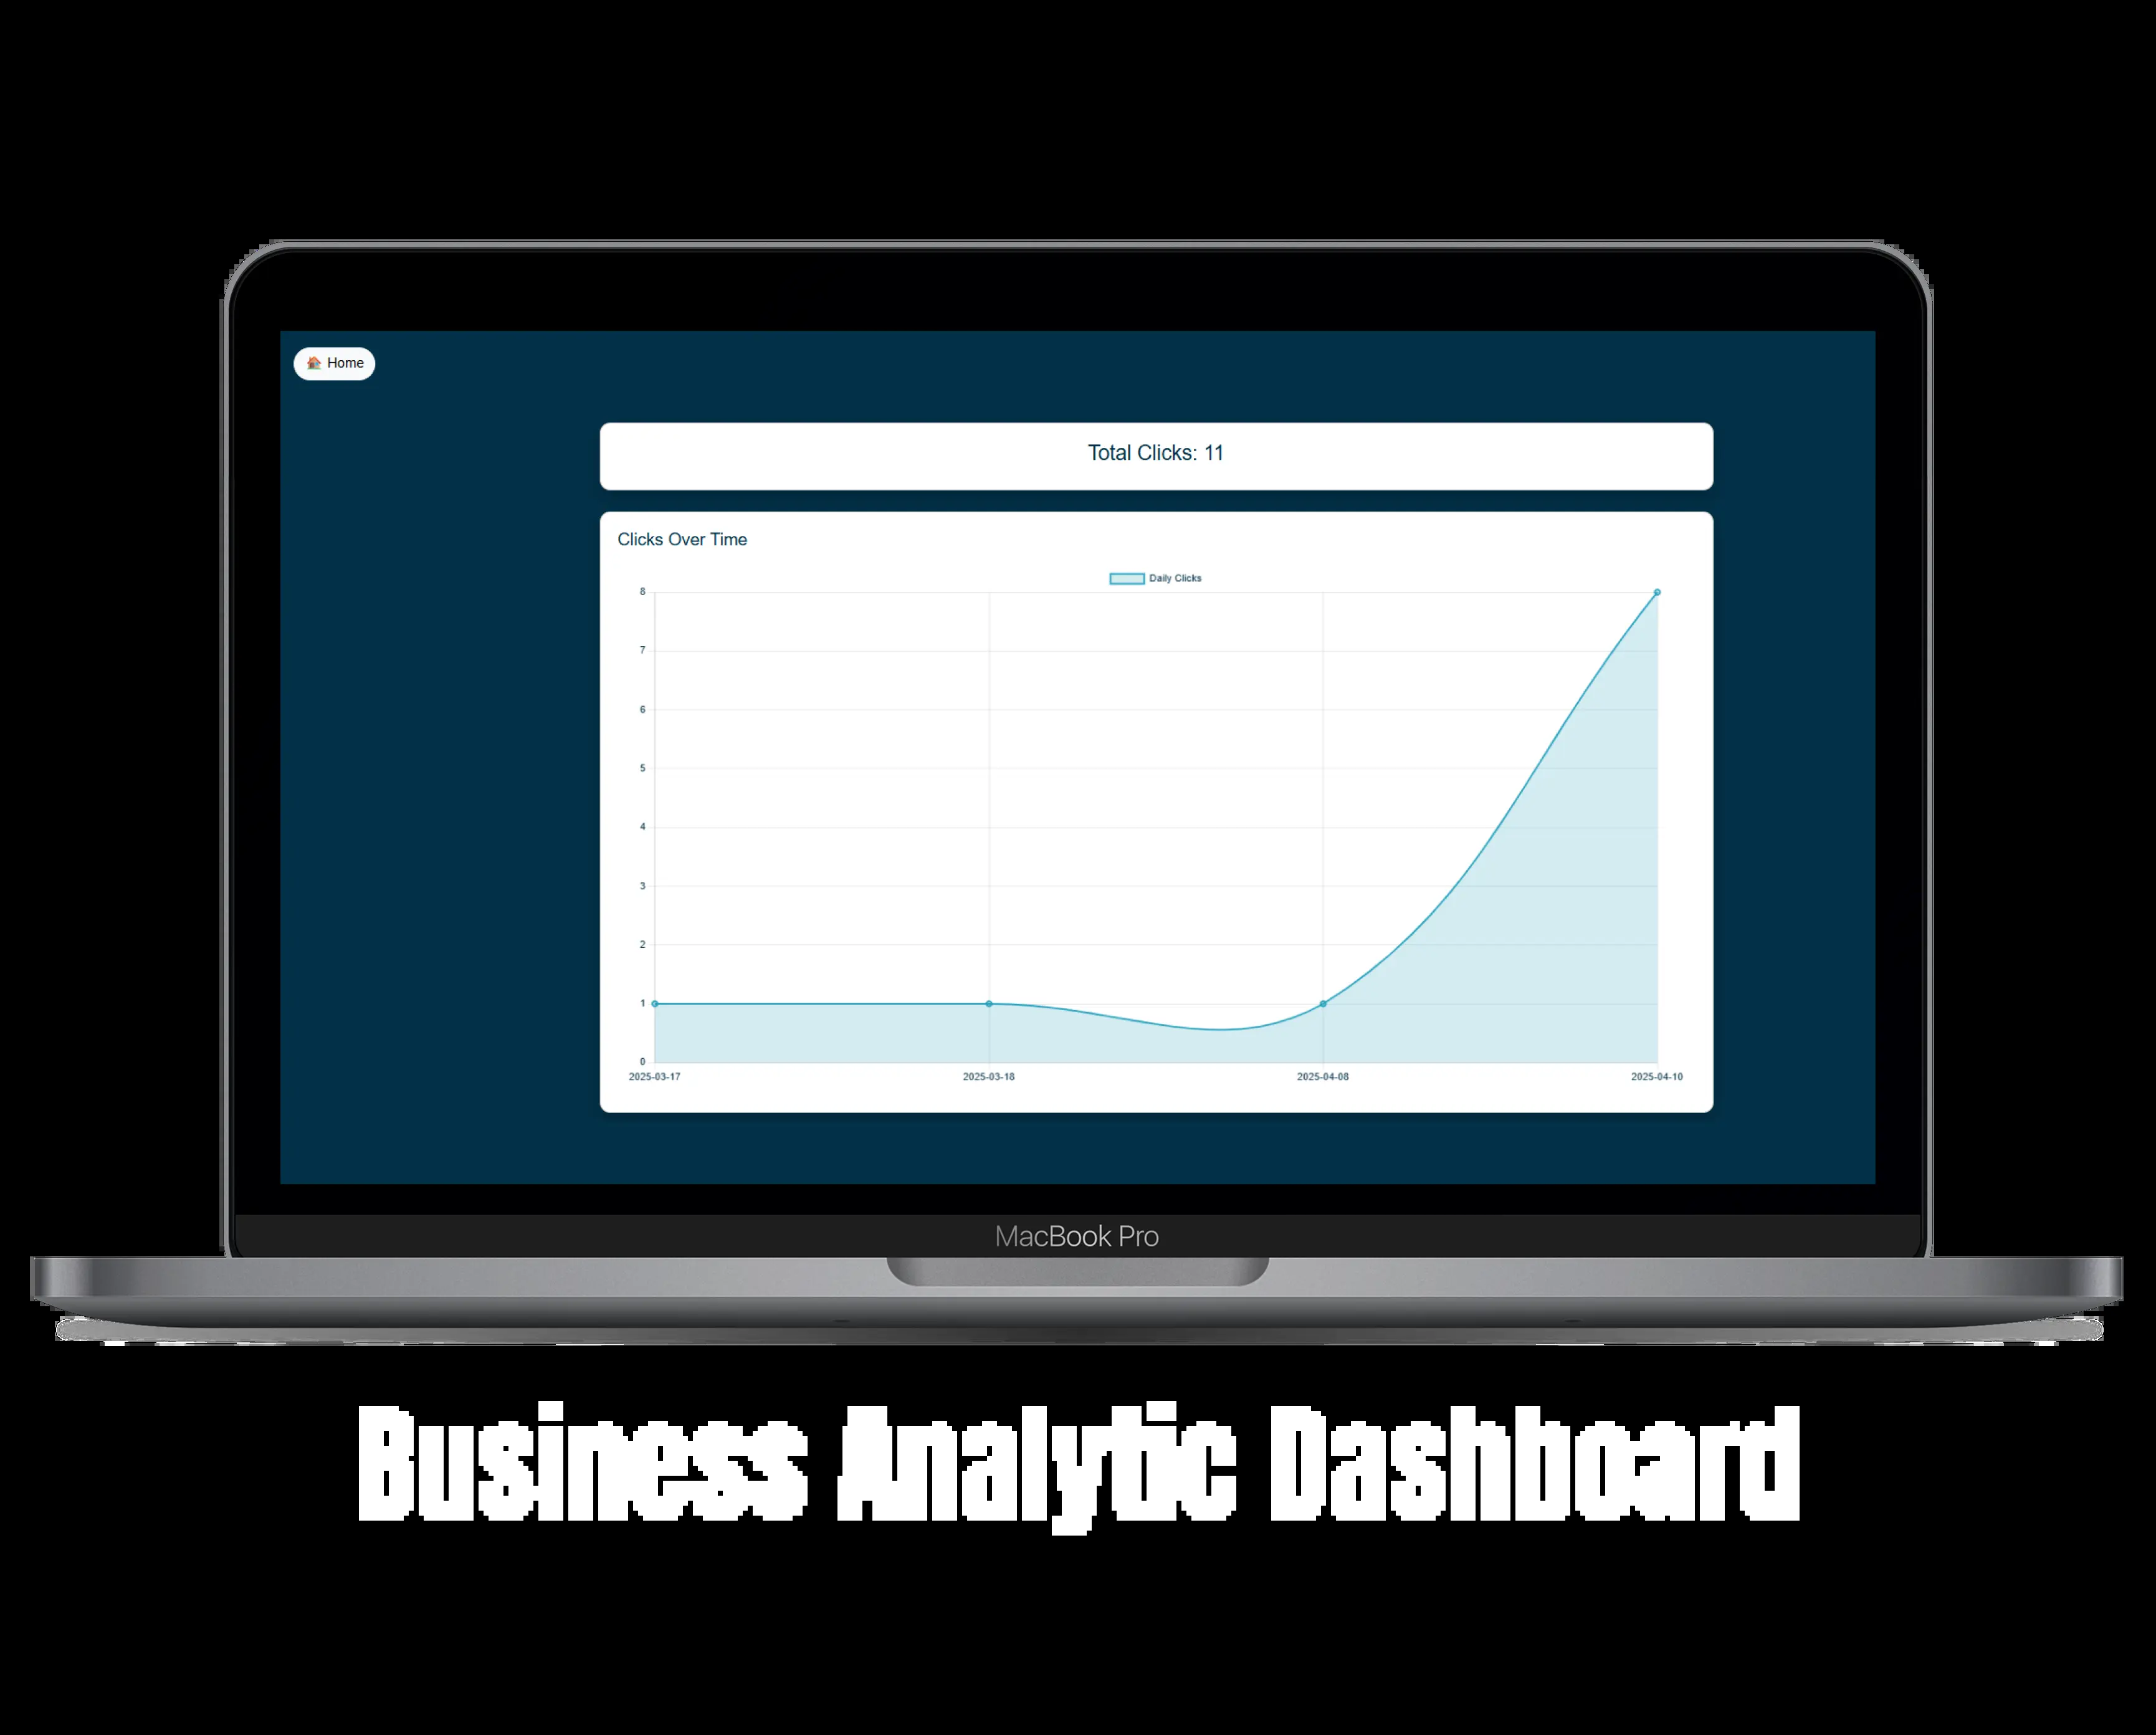 🏠 Home
Total Clicks: 11
Clicks Over Time
Daily Clicks
8
7
6
5
4
3
2
1
0
2025-03-17 2025-03-18 2025-04-08 2025-04-10
MacBook Pro
Business Analytic Dashboard